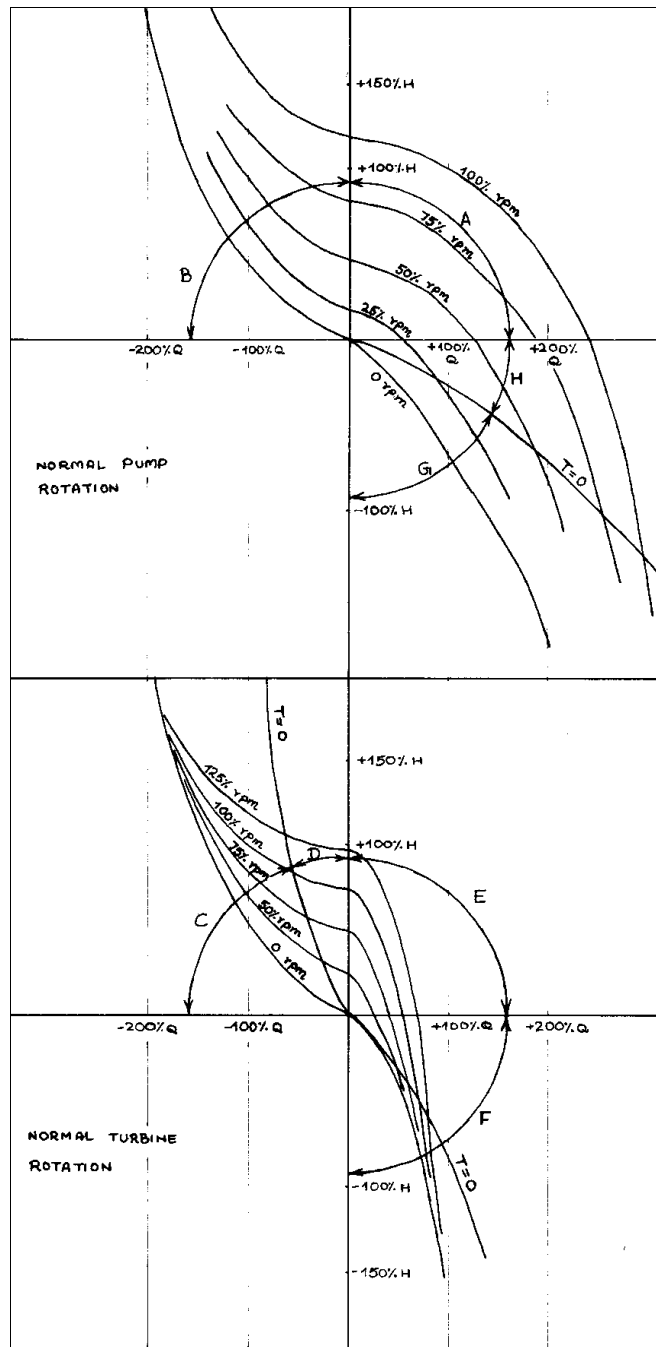 +150% H
+100% H
100% rpm
A
75% rpm
B
50% rpm
25% rpm
-200% Q
-100% Q
+100% Q
+200% Q
H
0 rpm
G
T=0
NORMAL PUMP
ROTATION
-100% H
T=0
+150% H
125% rpm
100% rpm
+100% H
D
75% rpm
E
C
50% rpm
0 rpm
-200% Q
-100% Q
+100% Q
+200% Q
F
NORMAL TURBINE
ROTATION
T=0
-100% H
-150% H